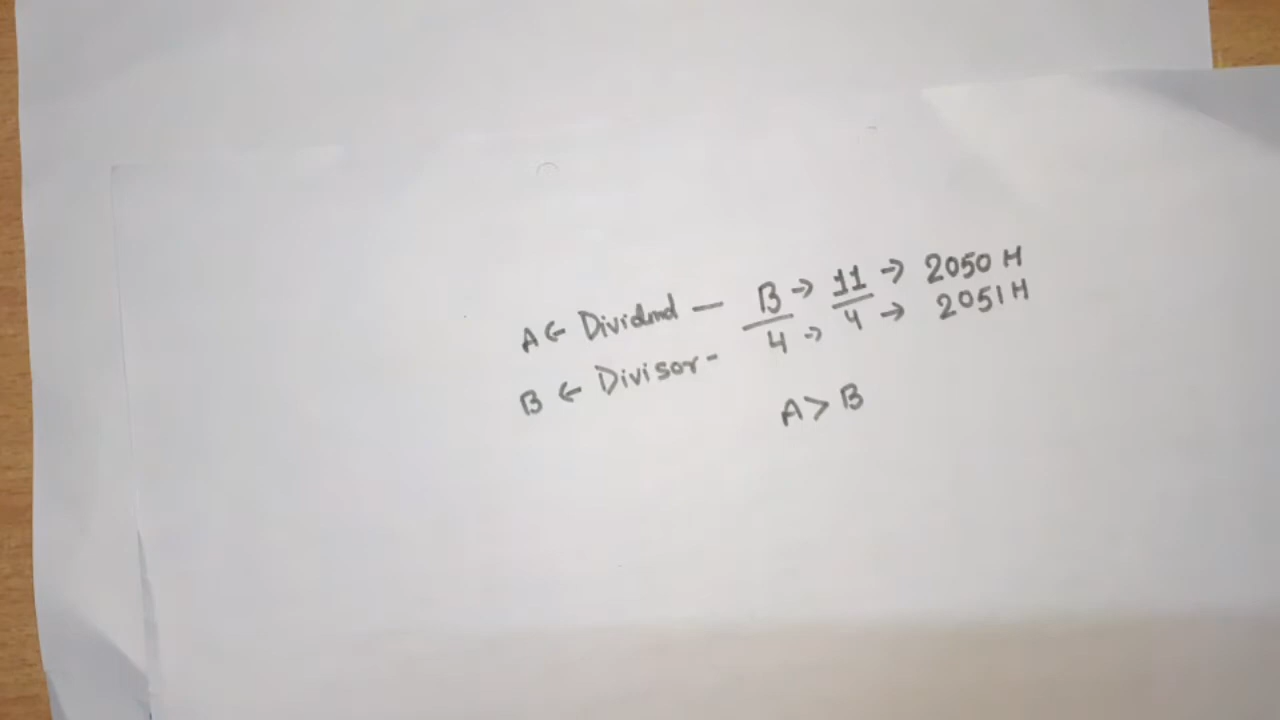 A ← Dividend — B → 11 → 2050 H
B ← Divisor - 4 → 4 → 2051 H
A > B